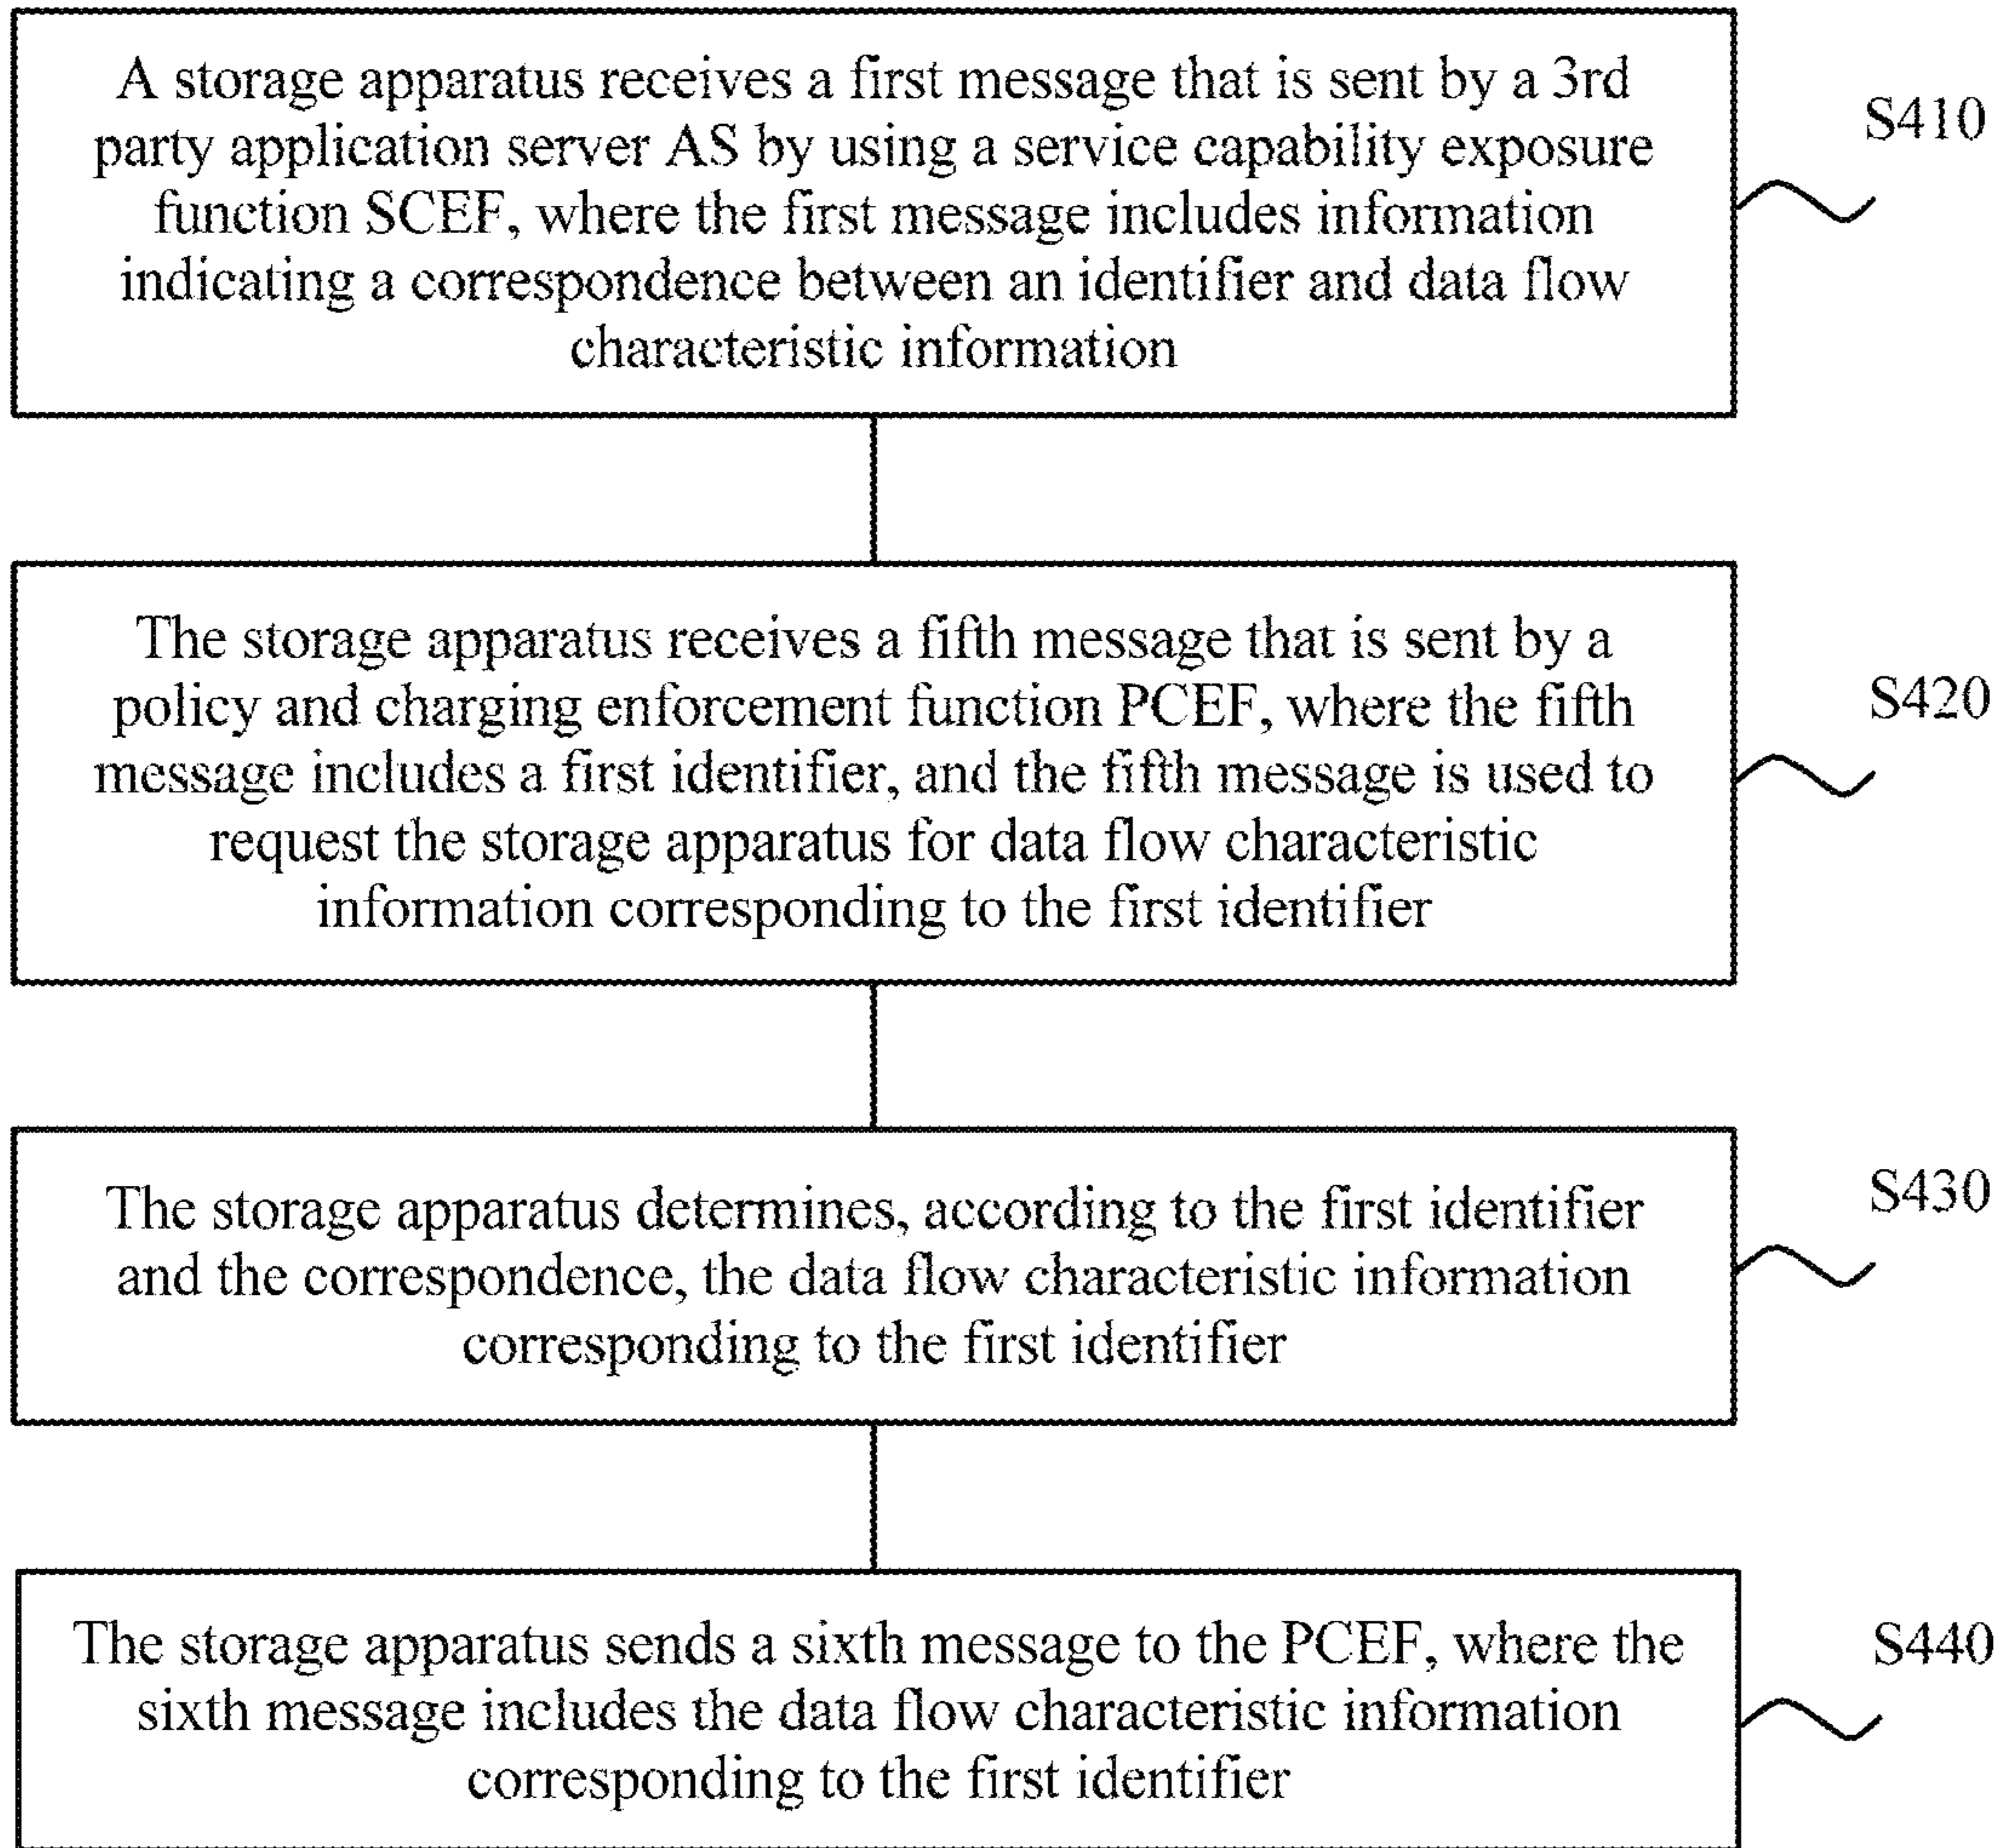 A storage apparatus receives a first message that is sent by a 3rd
party application server AS by using a service capability exposure
function SCEF, where the first message includes information
indicating a correspondence between an identifier and data flow
characteristic information
S410
The storage apparatus receives a fifth message that is sent by a
policy and charging enforcement function PCEF, where the fifth
message includes a first identifier, and the fifth message is used to
request the storage apparatus for data flow characteristic
information corresponding to the first identifier
S420
The storage apparatus determines, according to the first identifier
and the correspondence, the data flow characteristic information
corresponding to the first identifier
S430
The storage apparatus sends a sixth message to the PCEF, where the
sixth message includes the data flow characteristic information
corresponding to the first identifier
S440